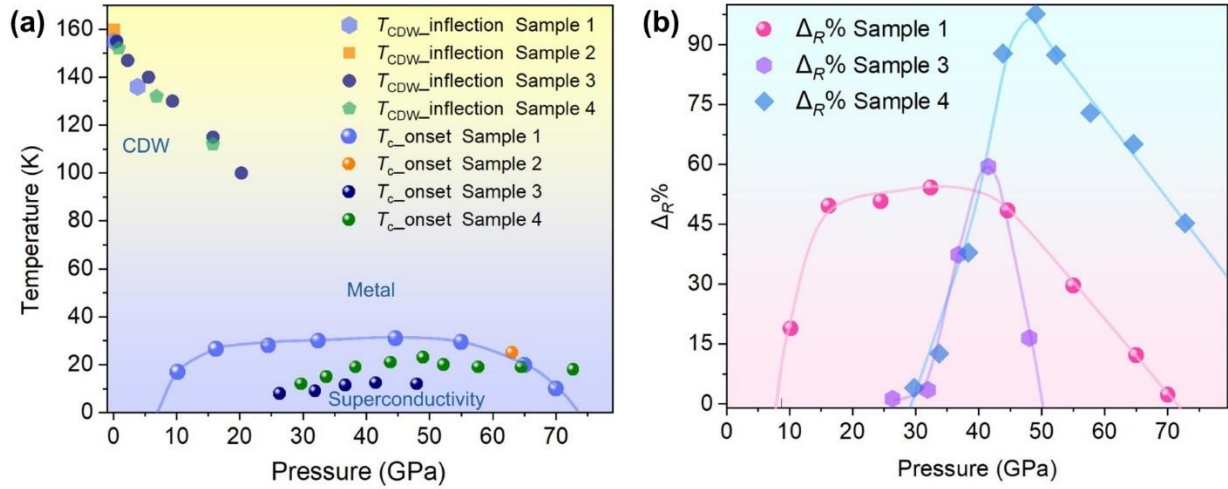 (a)
160
140
120
100
80
60
40
20
0
Temperature (K)
T_CDW_inflection Sample 1
T_CDW_inflection Sample 2
T_CDW_inflection Sample 3
T_CDW_inflection Sample 4
T_c_onset Sample 1
T_c_onset Sample 2
T_c_onset Sample 3
T_c_onset Sample 4
CDW
Metal
Superconductivity
0 10 20 30 40 50 60 70
Pressure (GPa)
(b)
90
75
60
45
30
15
0
Δ_R%
Δ_R% Sample 1
Δ_R% Sample 3
Δ_R% Sample 4
0 10 20 30 40 50 60 70
Pressure (GPa)